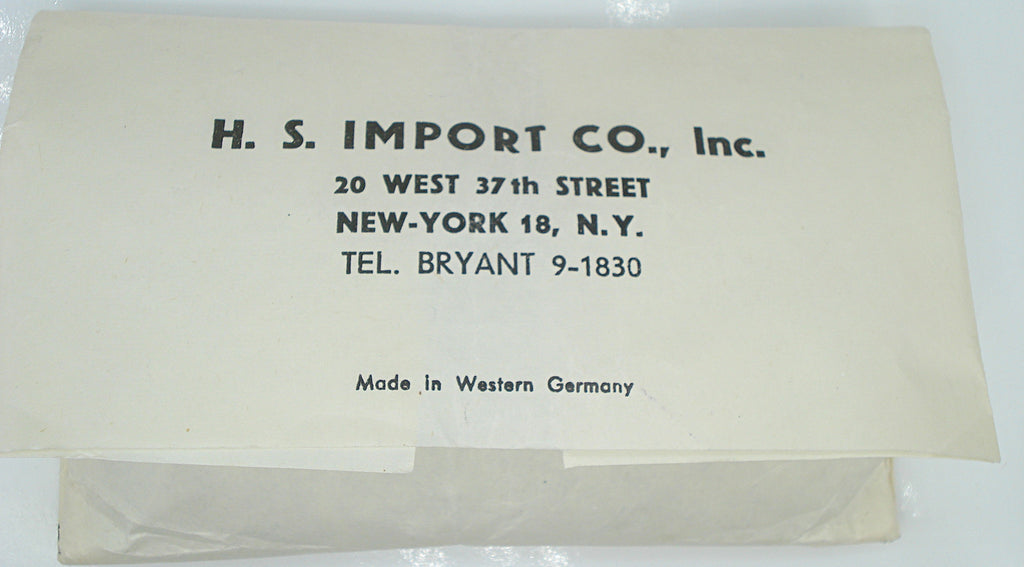 H. S. IMPORT CO., Inc.
20 WEST 37th STREET
NEW-YORK 18, N.Y.
TEL. BRYANT 9-1830
Made in Western Germany